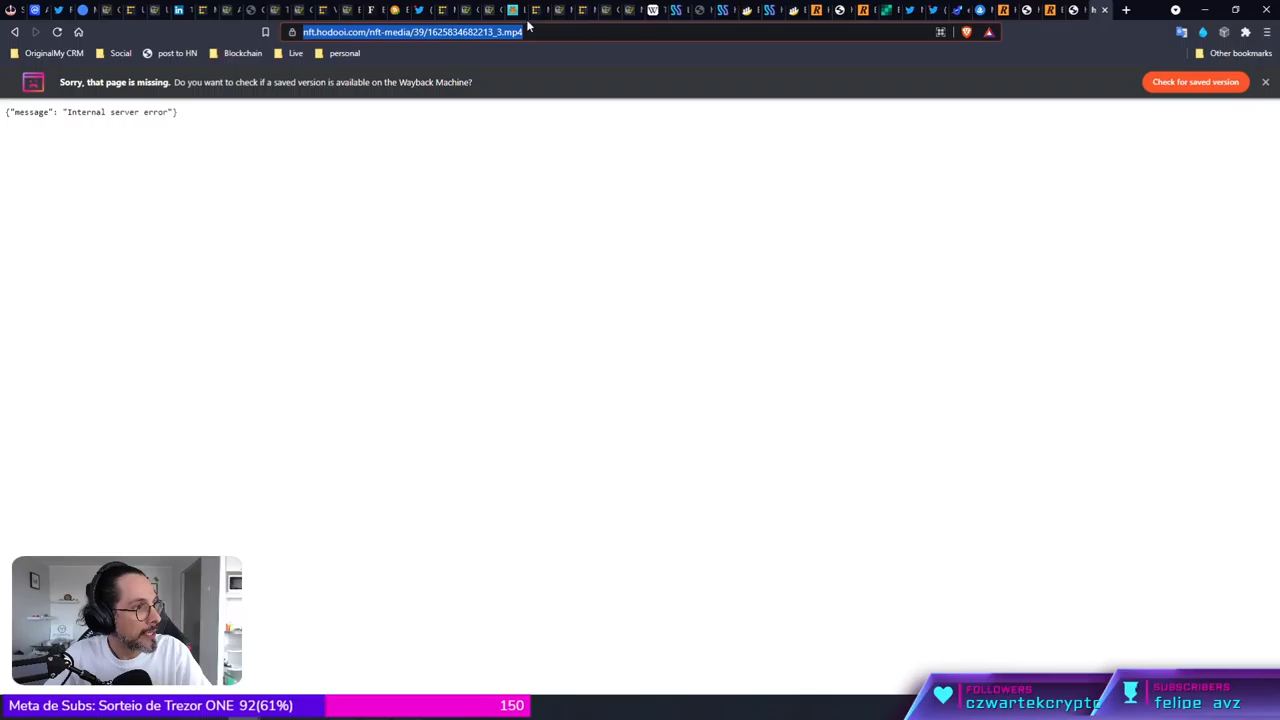 nft.hodooi.com/nft-media/39/1625834682213_3.mp4
OriginalMy CRM
Social
post to HN
Blockchain
Live
personal
Other bookmarks
Sorry, that page is missing. Do you want to check if a saved version is available on the Wayback Machine?
Check for saved version
{"message": "Internal server error"}
Meta de Subs: Sorteio de Trezor ONE 92(61%)
150
FOLLOWERS
czwartekcrypto
SUBSCRIBERS
felipe_avz